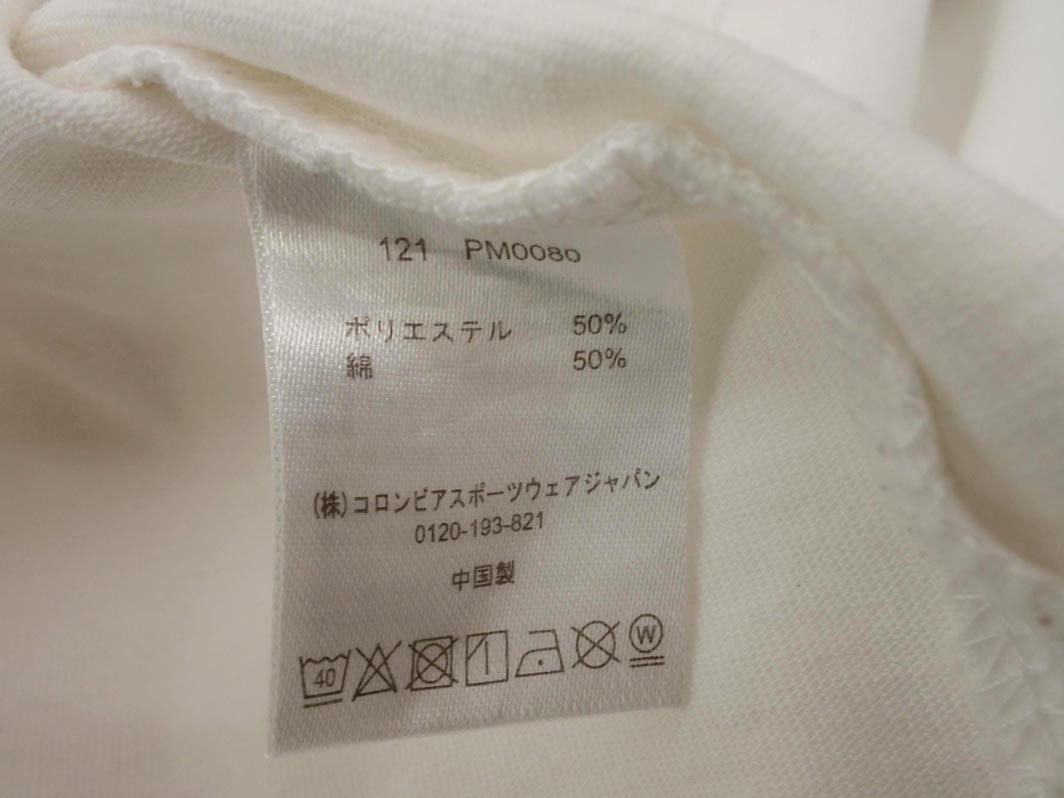 121 PM0080
ポリエステル 50%
綿 50%
(株)コロンビアスポーツウェアジャパン
0120-193-821
中国製
40 W